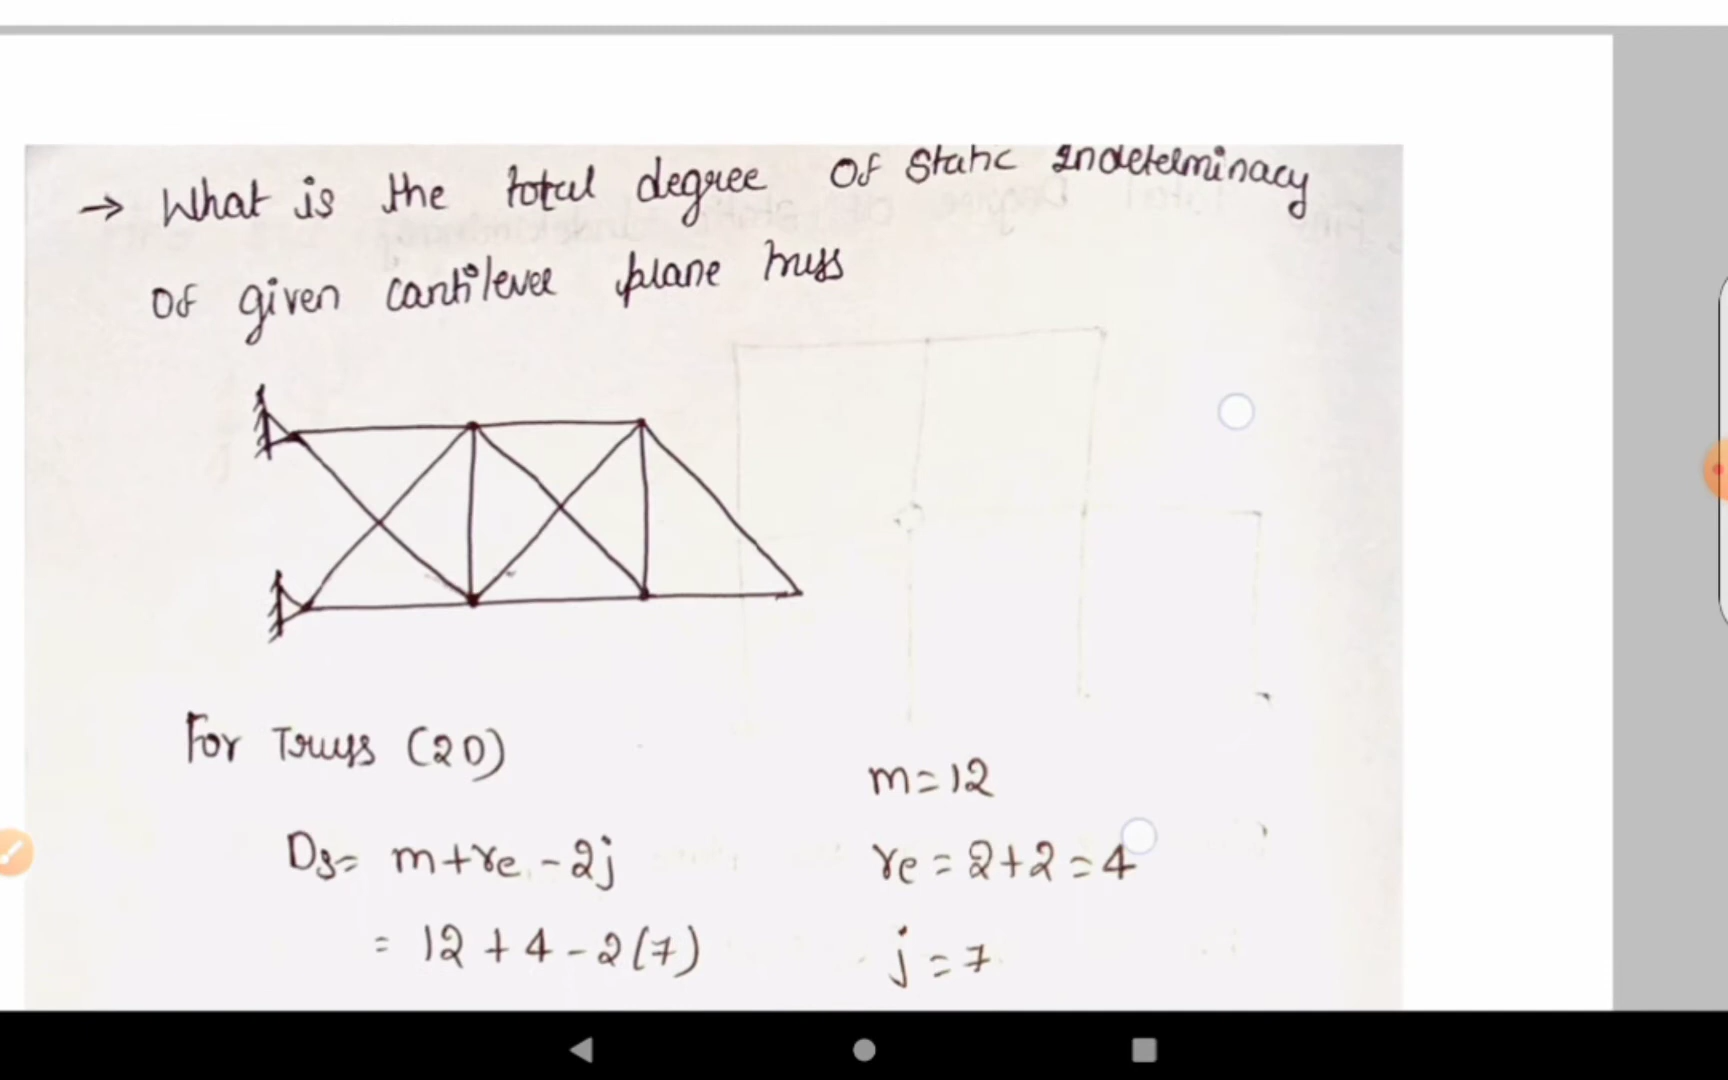 → What is the total degree of static indeterminacy
of given cantilever plane truss
For Truss (2D)
m=12
Ds= m+re-2j
re = 2+2=4
= 12+4-2(7)
j=7